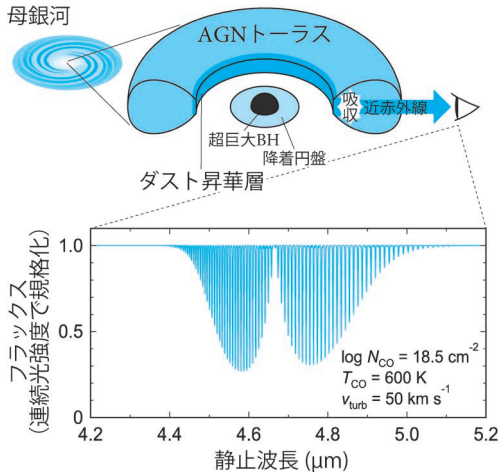 母銀河
AGNトーラス
吸収
近赤外線
超巨大BH
降着円盤
ダスト昇華層
フラックス
(連続光強度で規格化)
1.0
0.5
0
log N_CO = 18.5 cm⁻²
T_CO = 600 K
v_turb = 50 km s⁻¹
4.2 4.4 4.6 4.8 5.0 5.2
静止波長 (μm)